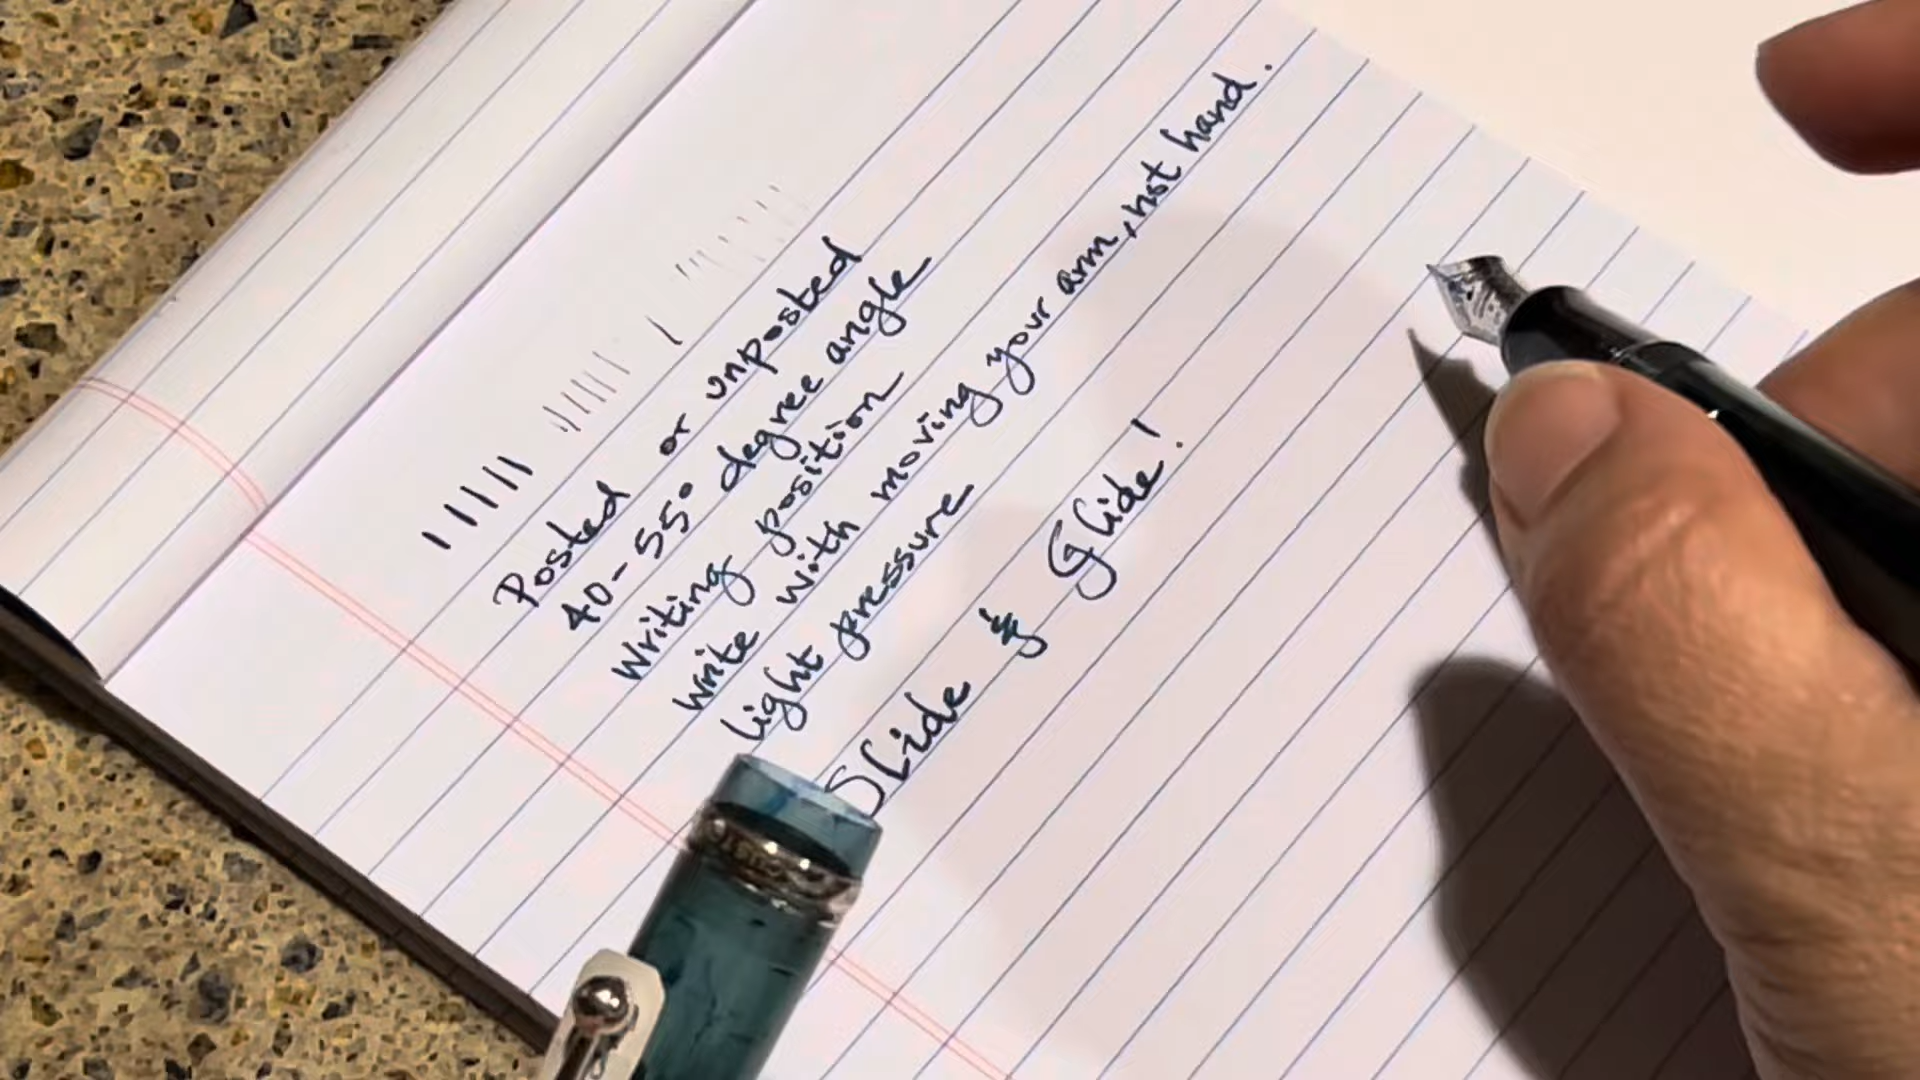 Posted or unposted
40-55° degree angle
Writing position
write with moving your arm, not hand.
Light pressure
Slide & Glide!